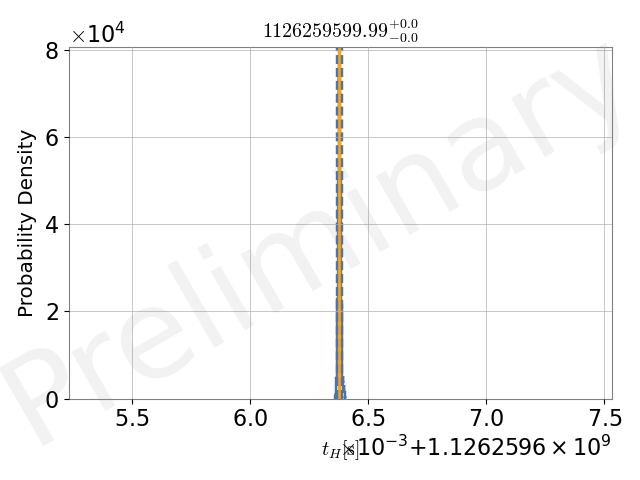 1126259599.99^{+0.0}_{-0.0}
×10^4
8
6
4
2
0
Probability Density
Preliminary
5.5 6.0 6.5 7.0 7.5
t_H[s] ×10^{−3}+1.1262596 × 10^9